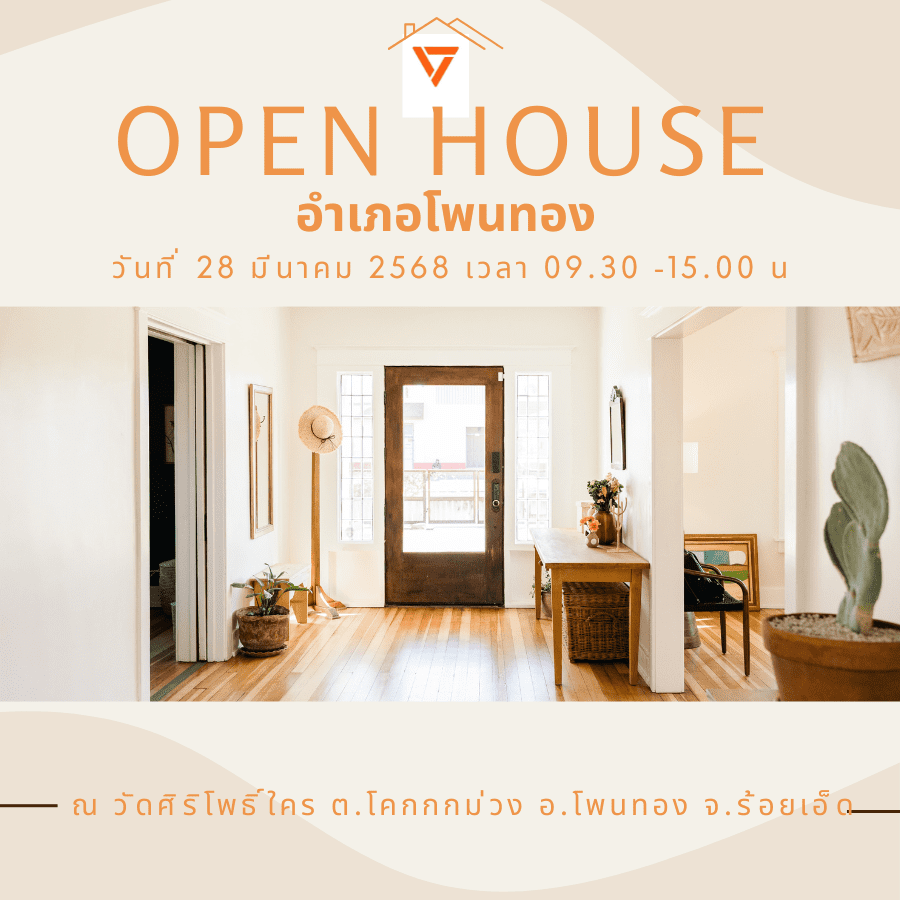 OPEN HOUSE
อำเภอโพนทอง
วันที่ 28 มีนาคม 2568 เวลา 09.30 -15.00 น
ณ วัดศิริโพธิ์ใคร ต.โคกกกม่วง อ.โพนทอง จ.ร้อยเอ็ด